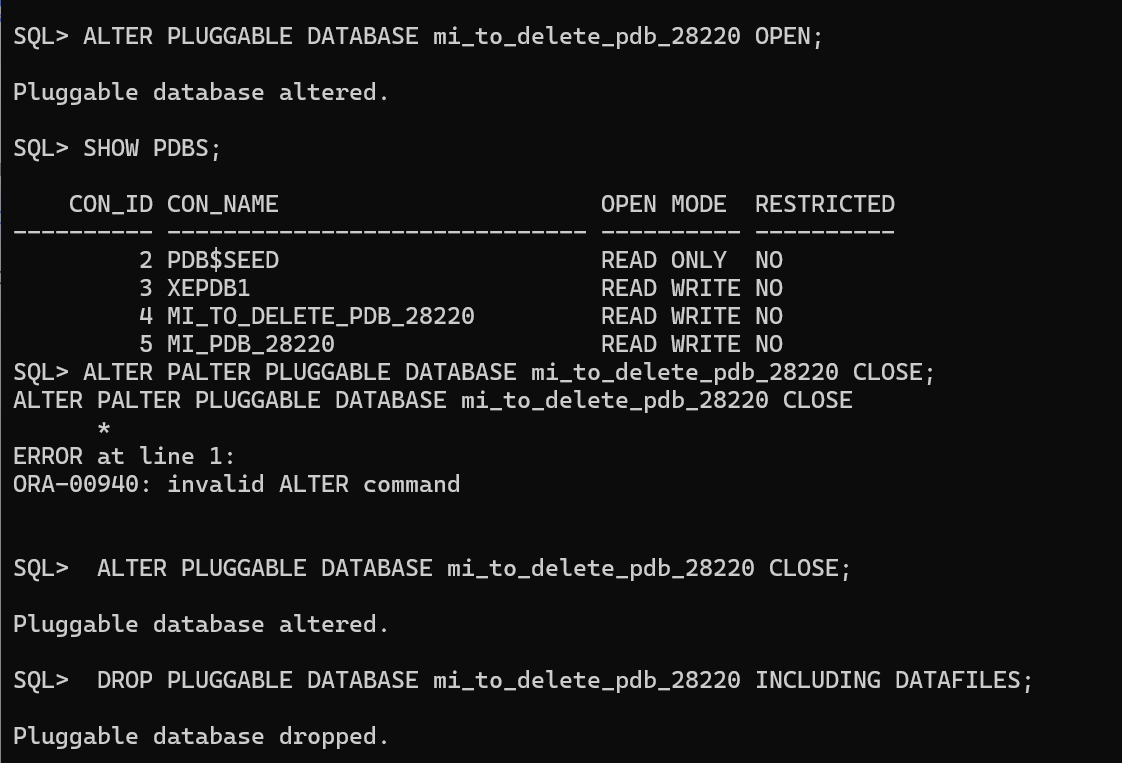 SQL> ALTER PLUGGABLE DATABASE mi_to_delete_pdb_28220 OPEN;
Pluggable database altered.
SQL> SHOW PDBS;
    CON_ID CON_NAME                       OPEN MODE  RESTRICTED
---------- ------------------------------ ---------- ----------
         2 PDB$SEED                       READ ONLY  NO
         3 XEPDB1                         READ WRITE NO
         4 MI_TO_DELETE_PDB_28220         READ WRITE NO
         5 MI_PDB_28220                   READ WRITE NO
SQL> ALTER PALTER PLUGGABLE DATABASE mi_to_delete_pdb_28220 CLOSE;
ALTER PALTER PLUGGABLE DATABASE mi_to_delete_pdb_28220 CLOSE
      *
ERROR at line 1:
ORA-00940: invalid ALTER command
SQL>  ALTER PLUGGABLE DATABASE mi_to_delete_pdb_28220 CLOSE;
Pluggable database altered.
SQL>  DROP PLUGGABLE DATABASE mi_to_delete_pdb_28220 INCLUDING DATAFILES;
Pluggable database dropped.